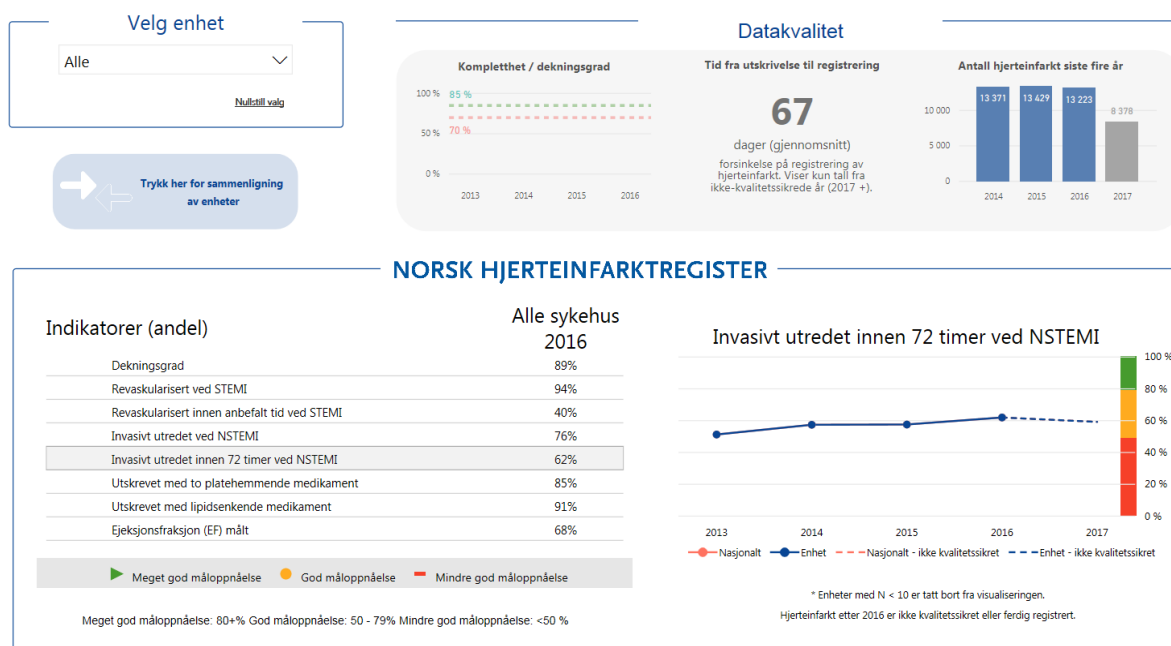 Velg enhet
Alle
Nullstill valg
Trykk her for sammenligning
av enheter
Datakvalitet
Kompletthet / dekningsgrad
100 %
85 %
50 %
70 %
0 %
2013 2014 2015 2016
Tid fra utskrivelse til registrering
67
dager (gjennomsnitt)
forsinkelse på registrering av
hjerteinfarkt. Viser kun tall fra
ikke-kvalitetssikrede år (2017 +).
Antall hjerteinfarkt siste fire år
13 371 13 429 13 223 8 378
10 000
5 000
0
2014 2015 2016 2017
NORSK HJERTEINFARKTREGISTER
Indikatorer (andel) Alle sykehus
2016
Dekningsgrad 89%
Revaskularisert ved STEMI 94%
Revaskularisert innen anbefalt tid ved STEMI 40%
Invasivt utredet ved NSTEMI 76%
Invasivt utredet innen 72 timer ved NSTEMI 62%
Utskrevet med to platehemmende medikament 85%
Utskrevet med lipidsenkende medikament 91%
Ejeksjonsfraksjon (EF) målt 68%
Meget god måloppnåelse God måloppnåelse Mindre god måloppnåelse
Meget god måloppnåelse: 80+% God måloppnåelse: 50 - 79% Mindre god måloppnåelse: <50 %
Invasivt utredet innen 72 timer ved NSTEMI
100 %
80 %
60 %
40 %
20 %
0 %
2013 2014 2015 2016 2017
Nasjonalt Enhet Nasjonalt - ikke kvalitetssikret Enhet - ikke kvalitetssikret
* Enheter med N < 10 er tatt bort fra visualiseringen.
Hjerteinfarkt etter 2016 er ikke kvalitetssikret eller ferdig registrert.